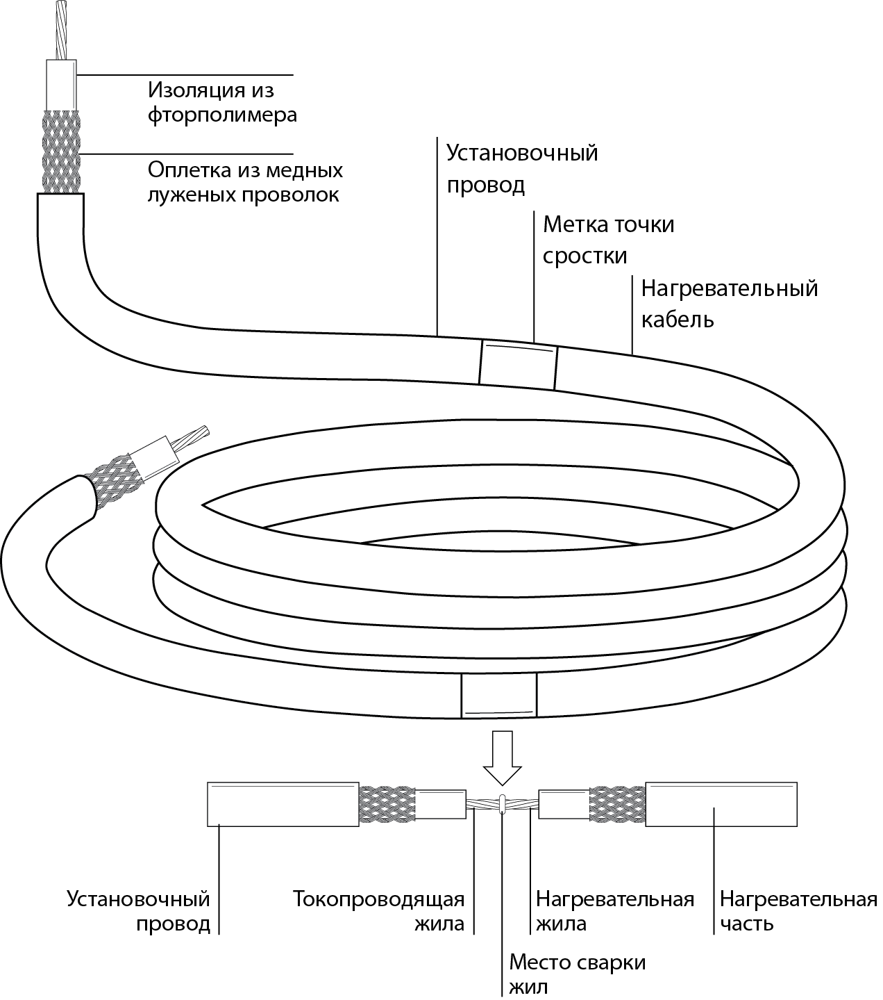 Изоляция из
фторполимера
Оплетка из медных
луженых проволок
Установочный
провод
Метка точки
сростки
Нагревательный
кабель
Установочный
провод
Токопроводящая
жила
Нагревательная
жила
Нагревательная
часть
Место сварки
жил